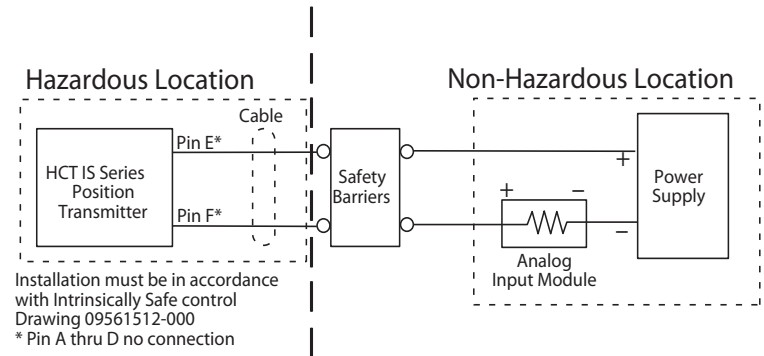 Hazardous Location
Non-Hazardous Location
Cable
Pin E*
HCT IS Series
Position
Transmitter
Pin F*
Safety
Barriers
+
+ –
–
Power
Supply
Analog
Input Module
Installation must be in accordance
with Intrinsically Safe control
Drawing 09561512-000
* Pin A thru D no connection